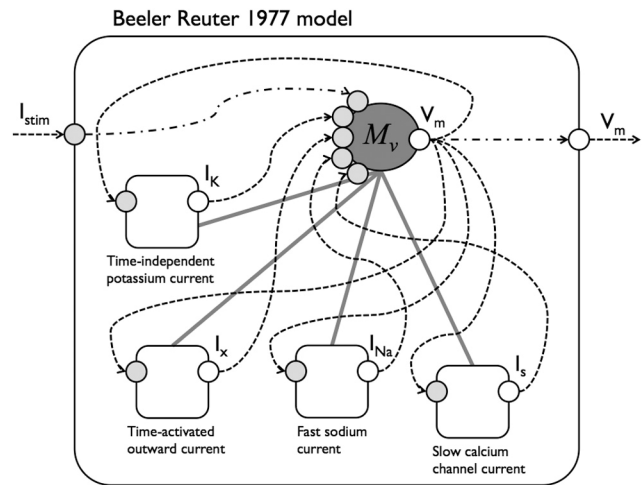 Beeler Reuter 1977 model
I_stim
V_m
V_m
M_v
I_K
Time-independent
potassium current
I_x
Time-activated
outward current
I_Na
Fast sodium
current
I_s
Slow calcium
channel current